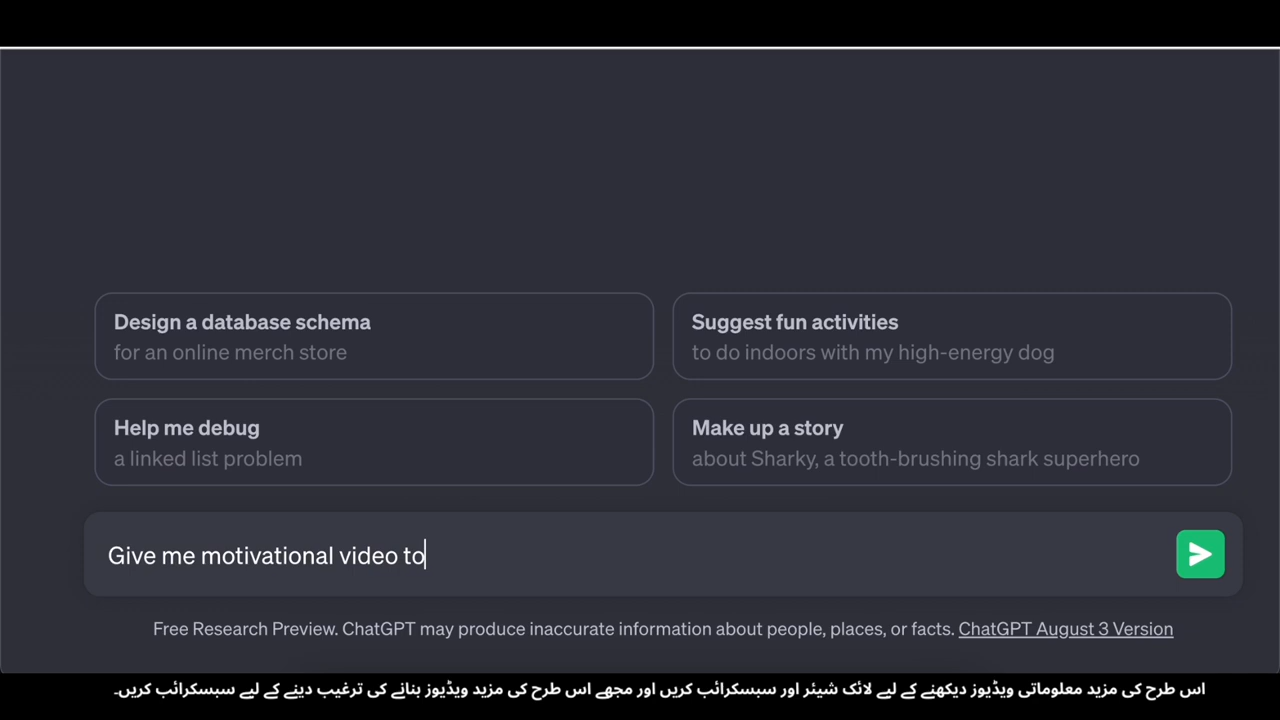 Design a database schema
for an online merch store
Suggest fun activities
to do indoors with my high-energy dog
Help me debug
a linked list problem
Make up a story
about Sharky, a tooth-brushing shark superhero
Give me motivational video to
Free Research Preview. ChatGPT may produce inaccurate information about people, places, or facts. ChatGPT August 3 Version
اس طرح کی مزید معلوماتی ویڈیوز دیکھنے کے لیے لائک شیئر اور سبسکرائب کریں اور مجھے اس طرح کی مزید ویڈیوز بنانے کی ترغیب دینے کے لیے سبسکرائب کریں۔